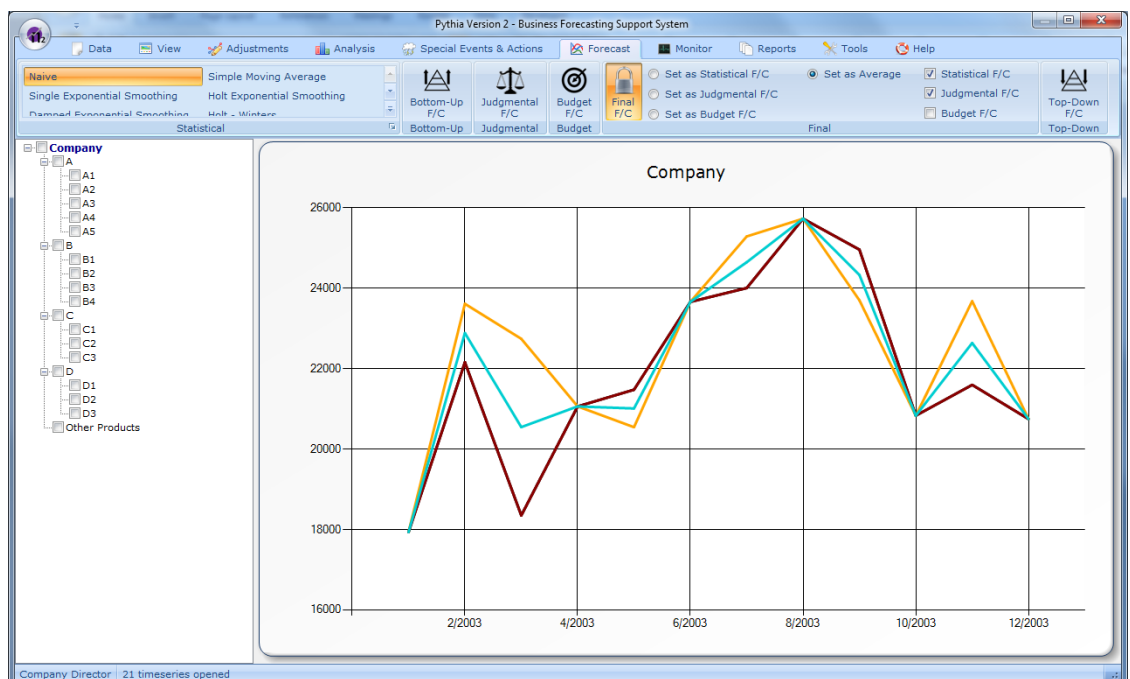 Pythia Version 2 - Business Forecasting Support System
Data View Adjustments Analysis Special Events & Actions Forecast Monitor Reports Tools Help
Naive Simple Moving Average
Single Exponential Smoothing Holt Exponential Smoothing
Damped Exponential Smoothing Holt - Winters
Statistical
Bottom-Up
F/C
Bottom-Up
Judgmental
F/C
Judgmental
Budget
F/C
Budget
Final
F/C
Set as Statistical F/C Set as Average Statistical F/C
Set as Judgmental F/C Judgmental F/C
Set as Budget F/C Budget F/C
Final
Top-Down
F/C
Top-Down
Company
A
A1
A2
A3
A4
A5
B
B1
B2
B3
B4
C
C1
C2
C3
D
D1
D2
D3
Other Products
Company
26000
24000
22000
20000
18000
16000
2/2003 4/2003 6/2003 8/2003 10/2003 12/2003
Company Director 21 timeseries opened